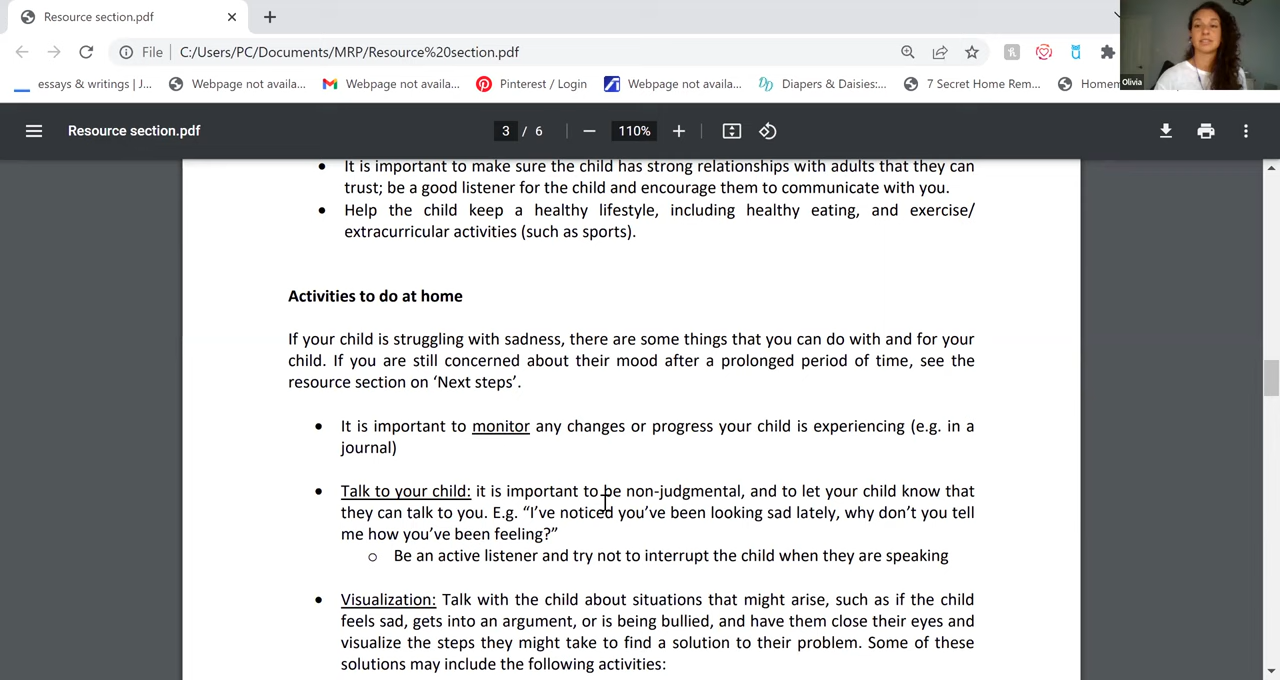 Resource section.pdf
File | C:/Users/PC/Documents/MRP/Resource%20section.pdf
essays & writings | J... Webpage not availa... Webpage not availa... Pinterest / Login Webpage not availa... Diapers & Daisies:... 7 Secret Home Rem...
Olivia
Resource section.pdf 3 / 6 110%
• It is important to make sure the child has strong relationships with adults that they can
trust; be a good listener for the child and encourage them to communicate with you.
• Help the child keep a healthy lifestyle, including healthy eating, and exercise/
extracurricular activities (such as sports).
Activities to do at home
If your child is struggling with sadness, there are some things that you can do with and for your
child. If you are still concerned about their mood after a prolonged period of time, see the
resource section on ‘Next steps’.
• It is important to monitor any changes or progress your child is experiencing (e.g. in a
journal)
• Talk to your child: it is important to be non-judgmental, and to let your child know that
they can talk to you. E.g. “I’ve noticed you’ve been looking sad lately, why don’t you tell
me how you’ve been feeling?”
o Be an active listener and try not to interrupt the child when they are speaking
• Visualization: Talk with the child about situations that might arise, such as if the child
feels sad, gets into an argument, or is being bullied, and have them close their eyes and
visualize the steps they might take to find a solution to their problem. Some of these
solutions may include the following activities: